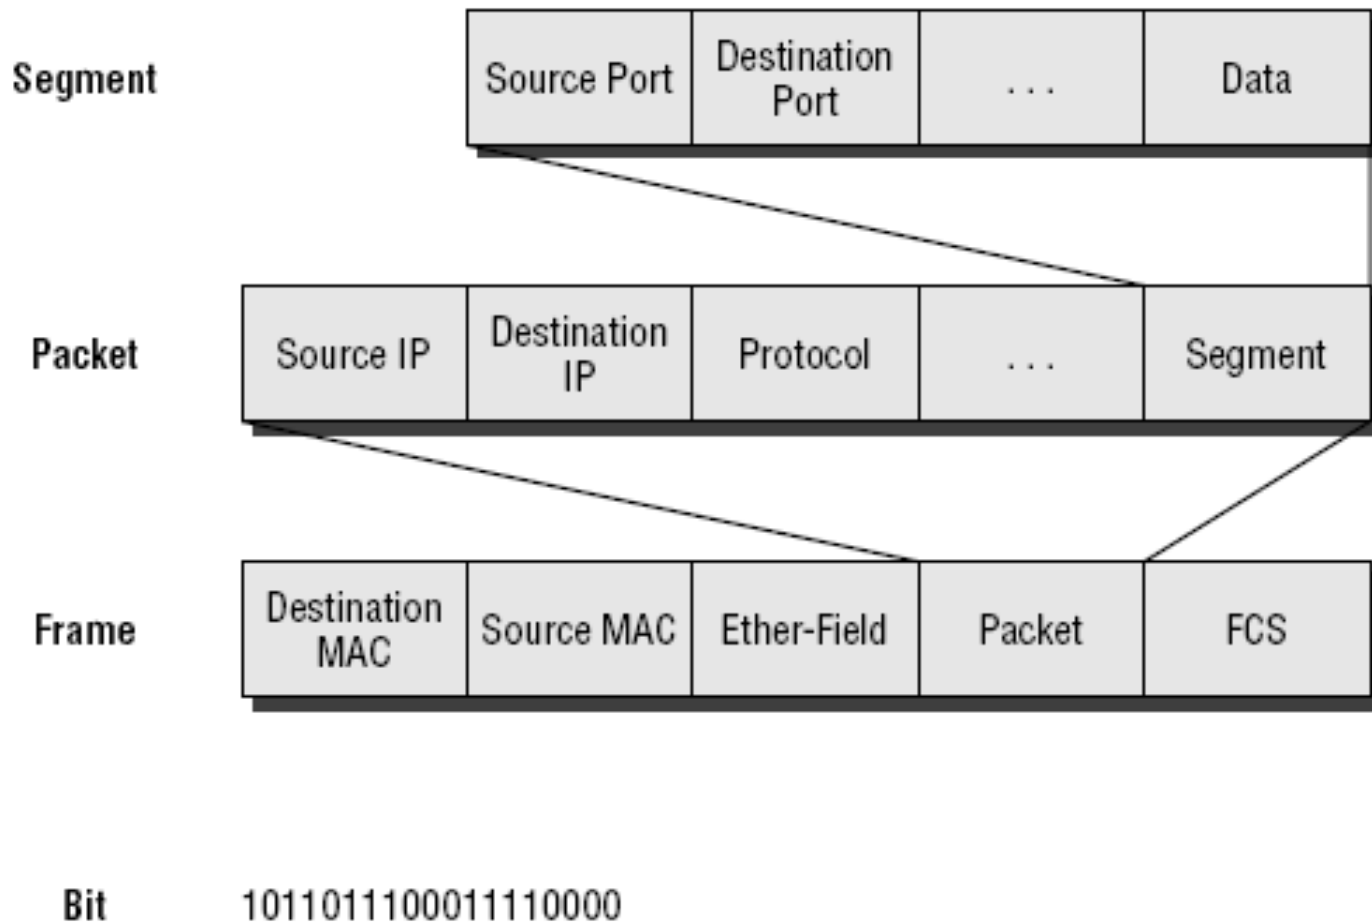 Segment
Source Port
Destination
Port
. . .
Data
Packet
Source IP
Destination
IP
Protocol
. . .
Segment
Frame
Destination
MAC
Source MAC
Ether-Field
Packet
FCS
Bit
1011011100011110000